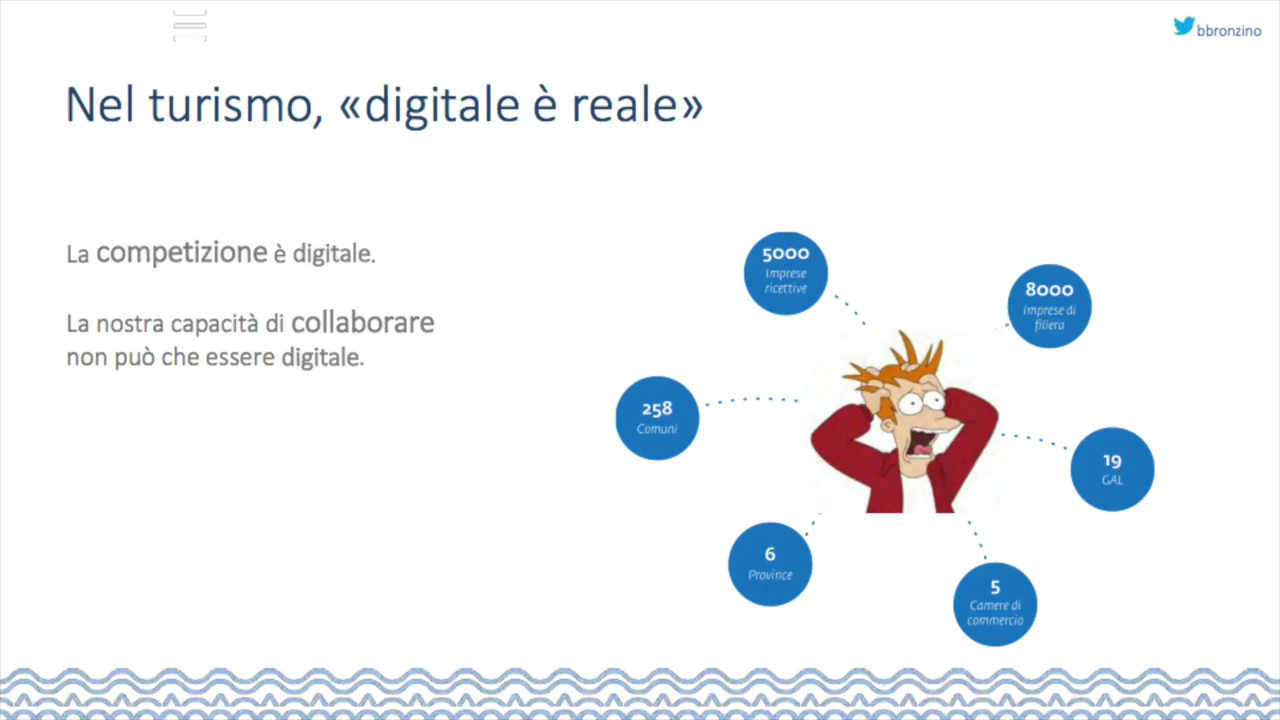 bbronzino
Nel turismo, «digitale è reale»
La competizione è digitale.
La nostra capacità di collaborare
non può che essere digitale.
5000
Imprese
ricettive
8000
Imprese di
filiera
258
Comuni
19
GAL
6
Province
5
Camere di
commercio